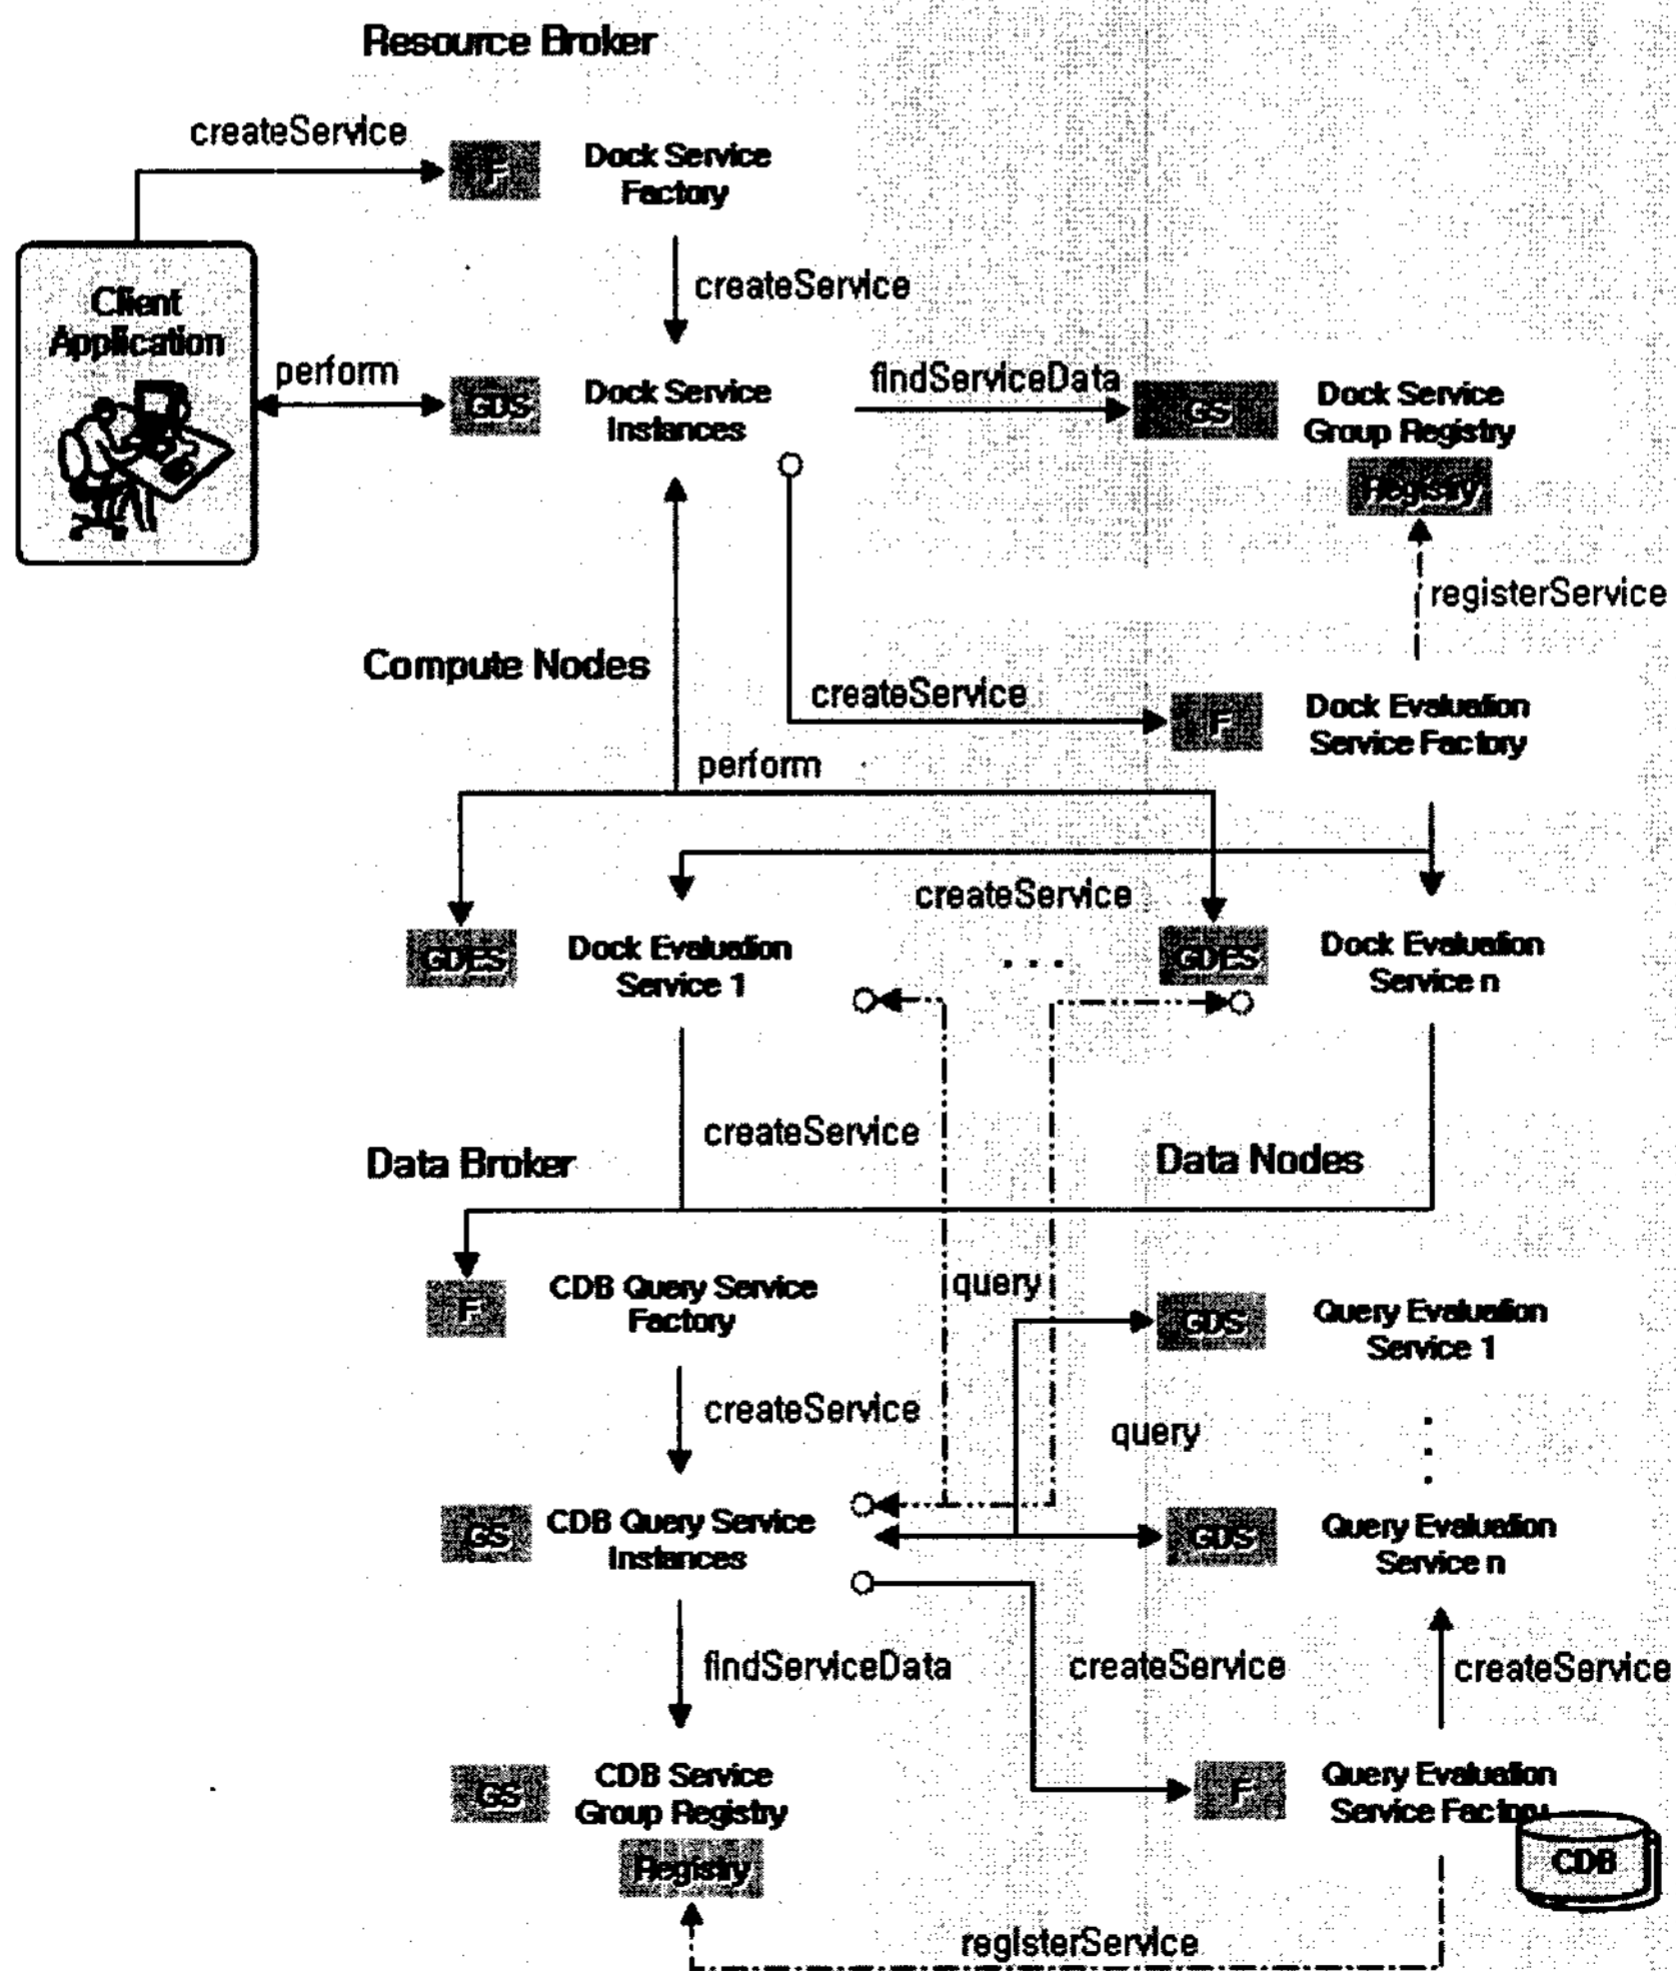 Resource Broker
createService
F
Dock Service
Factory
createService
Client
Application
perform
GDS
Dock Service
Instances
findServiceData
GS
Dock Service
Group Registry
Registry
registerService
Compute Nodes
createService
F
Dock Evaluation
Service Factory
perform
createService
GDES
Dock Evaluation
Service 1
. . .
GDES
Dock Evaluation
Service n
createService
Data Broker
Data Nodes
F
CDB Query Service
Factory
query
GDS
Query Evaluation
Service 1
createService
query
GS
CDB Query Service
Instances
GDS
Query Evaluation
Service n
findServiceData
createService
createService
GS
CDB Service
Group Registry
Registry
F
Query Evaluation
Service Factory
CDB
registerService